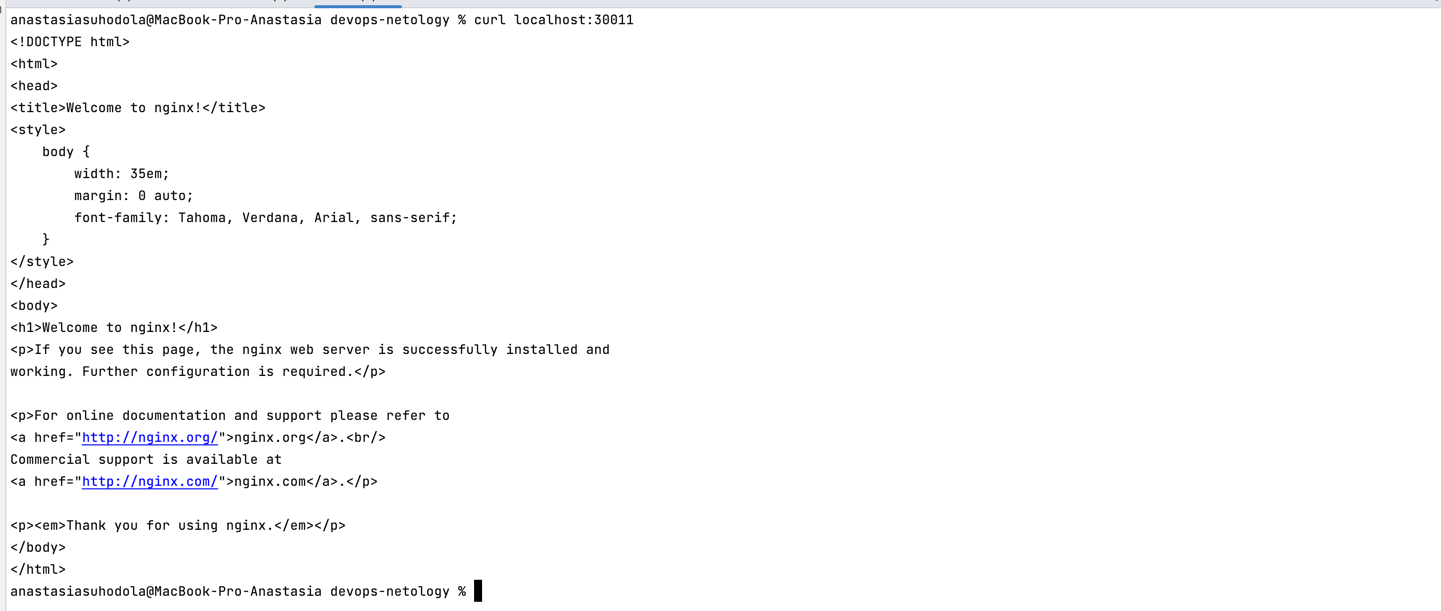 anastasiasuhodola@MacBook-Pro-Anastasia devops-netology % curl localhost:30011
<!DOCTYPE html>
<html>
<head>
<title>Welcome to nginx!</title>
<style>
    body {
        width: 35em;
        margin: 0 auto;
        font-family: Tahoma, Verdana, Arial, sans-serif;
    }
</style>
</head>
<body>
<h1>Welcome to nginx!</h1>
<p>If you see this page, the nginx web server is successfully installed and
working. Further configuration is required.</p>

<p>For online documentation and support please refer to
<a href="http://nginx.org/">nginx.org</a>.<br/>
Commercial support is available at
<a href="http://nginx.com/">nginx.com</a>.</p>

<p><em>Thank you for using nginx.</em></p>
</body>
</html>
anastasiasuhodola@MacBook-Pro-Anastasia devops-netology %